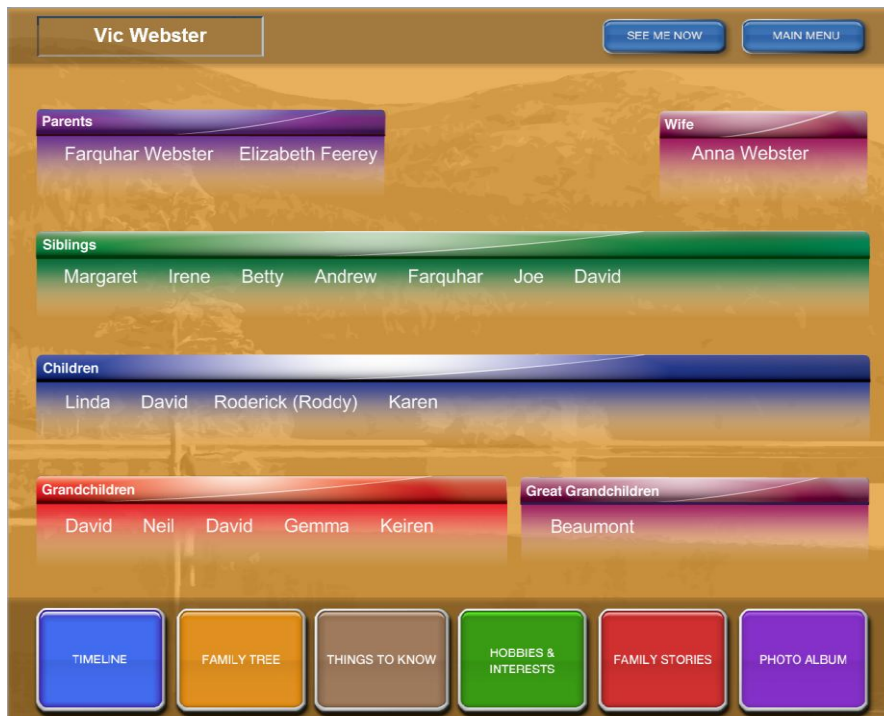 Vic Webster
SEE ME NOW
MAIN MENU
Parents
Farquhar Webster Elizabeth Feerey
Wife
Anna Webster
Siblings
Margaret Irene Betty Andrew Farquhar Joe David
Children
Linda David Roderick (Roddy) Karen
Grandchildren
David Neil David Gemma Keiren
Great Grandchildren
Beaumont
TIMELINE
FAMILY TREE
THINGS TO KNOW
HOBBIES &
INTERESTS
FAMILY STORIES
PHOTO ALBUM